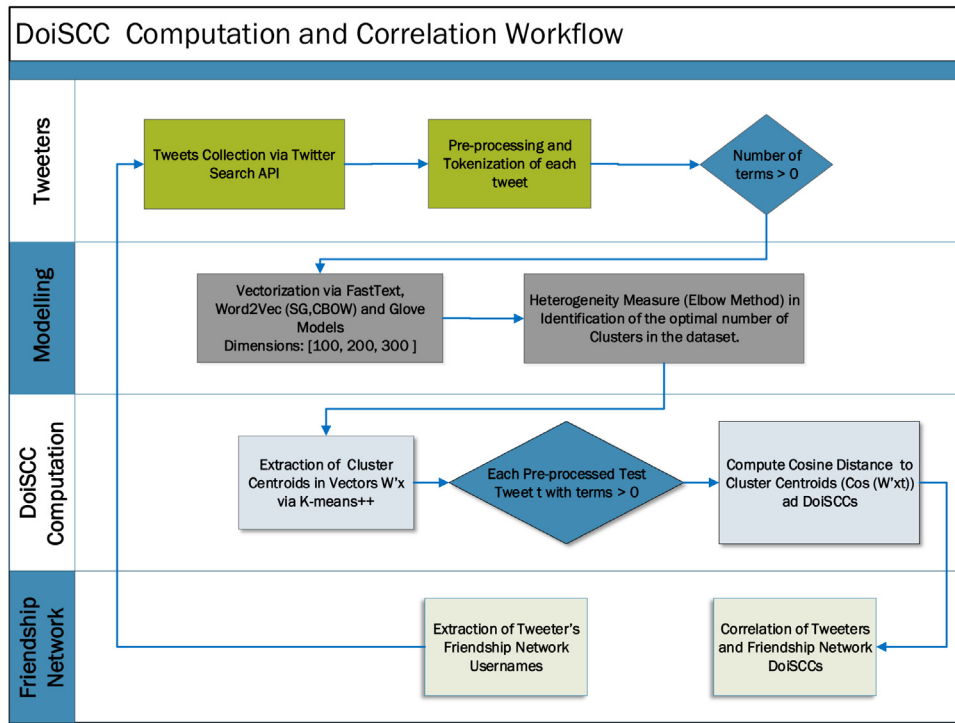 DoiSCC Computation and Correlation Workflow
Tweeters
Tweets Collection via Twitter
Search API
Pre-processing and
Tokenization of each
tweet
Number of
terms > 0
Modelling
Vectorization via FastText,
Word2Vec (SG,CBOW) and Glove
Models
Dimensions: [100, 200, 300 ]
Heterogeneity Measure (Elbow Method) in
Identification of the optimal number of
Clusters in the dataset.
DoiSCC
Computation
Extraction of Cluster
Centroids in Vectors W'x
via K-means++
Each Pre-processed Test
Tweet t with terms > 0
Compute Cosine Distance to
Cluster Centroids (Cos (W'xt))
ad DoiSCCs
Friendship
Network
Extraction of Tweeter's
Friendship Network
Usernames
Correlation of Tweeters
and Friendship Network
DoiSCCs